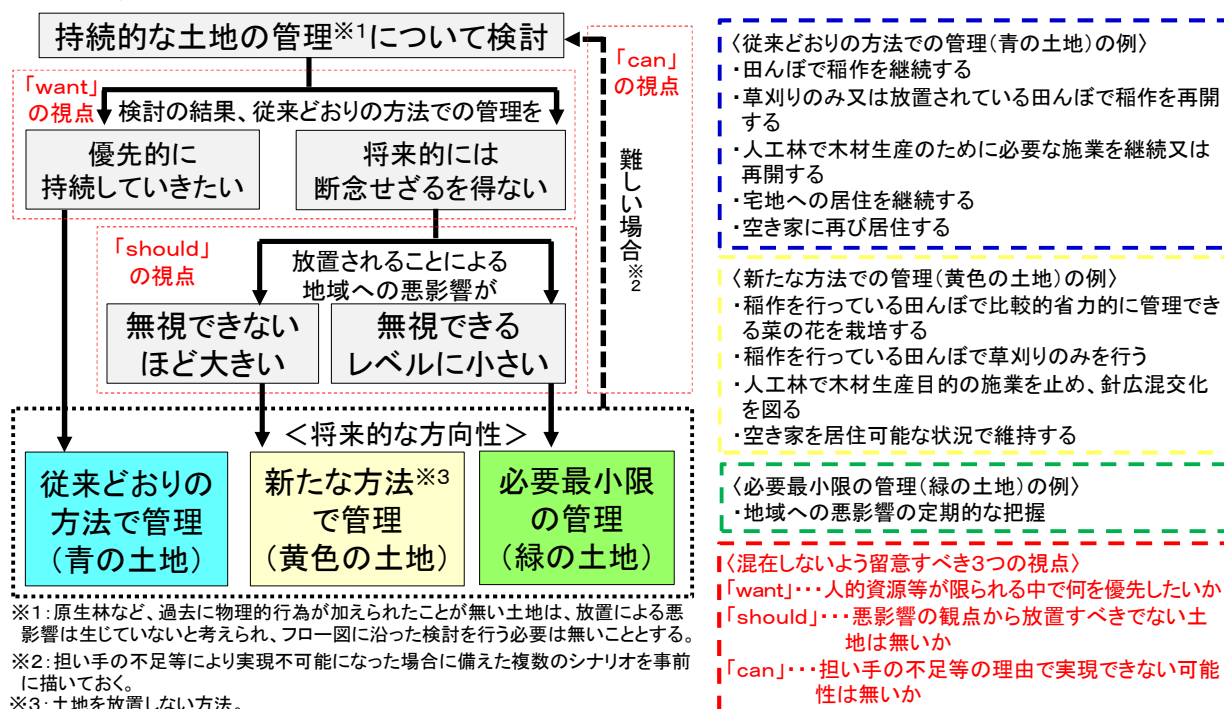 持続的な土地の管理※1について検討
「can」
の視点
「want」
の視点
検討の結果、従来どおりの方法での管理を
優先的に
持続していきたい
将来的には
断念せざるを得ない
難しい場合※2
「should」
の視点
放置されることによる
地域への悪影響が
無視できない
ほど大きい
無視できる
レベルに小さい
＜将来的な方向性＞
従来どおりの
方法で管理
(青の土地)
新たな方法※3
で管理
(黄色の土地)
必要最小限
の管理
(緑の土地)
※1：原生林など、過去に物理的行為が加えられたことが無い土地は、放置による悪
影響は生じていないと考えられ、フロー図に沿った検討を行う必要は無いこととする。
※2：担い手の不足等により実現不可能になった場合に備えた複数のシナリオを事前
に描いておく。
※3：土地を放置しない方法。
〈従来どおりの方法での管理(青の土地)の例〉
・田んぼで稲作を継続する
・草刈りのみ又は放置されている田んぼで稲作を再開
する
・人工林で木材生産のために必要な施業を継続又は
再開する
・宅地への居住を継続する
・空き家に再び居住する
〈新たな方法での管理(黄色の土地)の例〉
・稲作を行っている田んぼで比較的省力的に管理でき
る菜の花を栽培する
・稲作を行っている田んぼで草刈りのみを行う
・人工林で木材生産目的の施業を止め、針広混交化
を図る
・空き家を居住可能な状況で維持する
〈必要最小限の管理(緑の土地)の例〉
・地域への悪影響の定期的な把握
〈混在しないよう留意すべき3つの視点〉
「want」・・・人的資源等が限られる中で何を優先したいか
「should」・・・悪影響の観点から放置すべきでない土
地は無いか
「can」・・・担い手の不足等の理由で実現できない可能
性は無いか